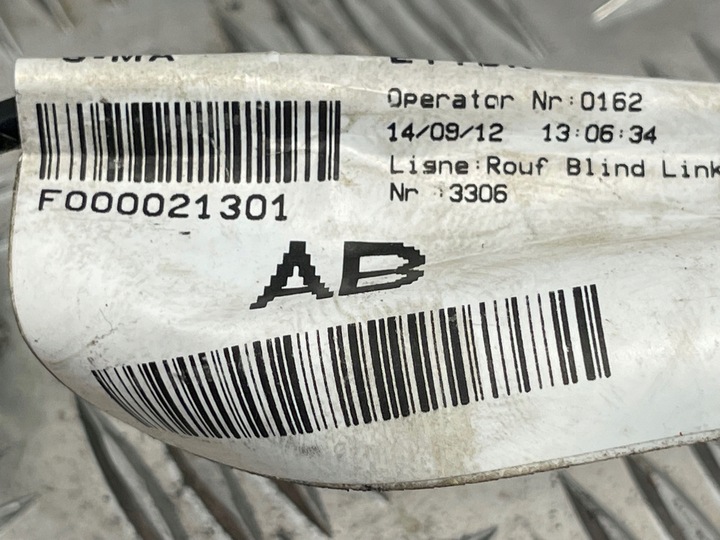 Operator Nr:0162
14/09/12 13:06:34
Ligne:Rouf Blind Link
Nr :3306
F000021301
AB